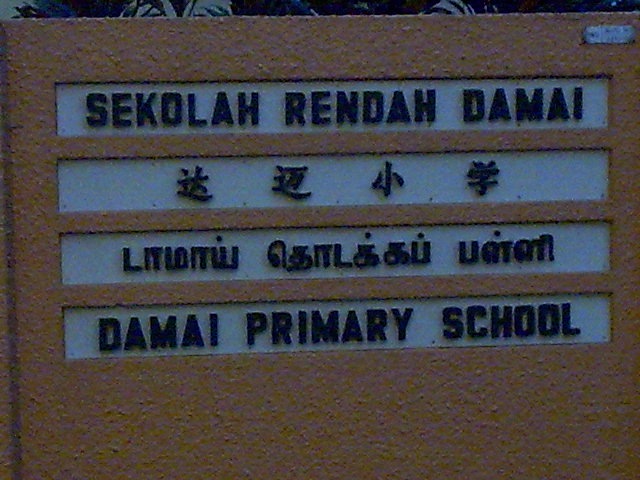 SEKOLAH RENDAH DAMAI
达迈小学
டாமாய் தொடக்கப் பள்ளி
DAMAI PRIMARY SCHOOL